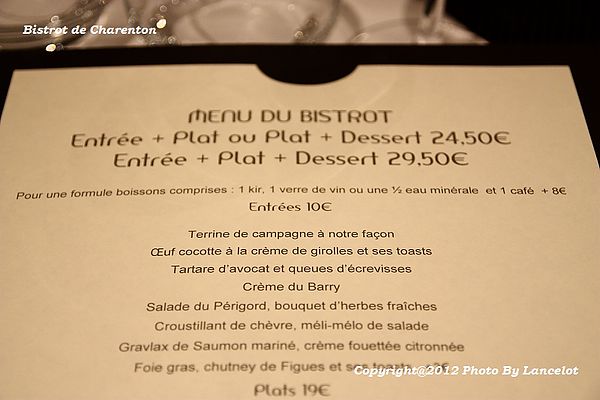 Bistrot de Charenton
MENU DU BISTROT
Entrée + Plat ou Plat + Dessert 24,50€
Entrée + Plat + Dessert 29,50€
Pour une formule boissons comprises : 1 kir, 1 verre de vin ou une ½ eau minérale et 1 café + 8€
Entrées 10€
Terrine de campagne à notre façon
Œuf cocotte à la crème de girolles et ses toasts
Tartare d'avocat et queues d'écrevisses
Crème du Barry
Salade du Périgord, bouquet d'herbes fraîches
Croustillant de chèvre, méli-mélo de salade
Gravlax de Saumon mariné, crème fouettée citronnée
Foie gras, chutney de Figues et ses
Copyright@2012 Photo By Lancelot
Plats 19€